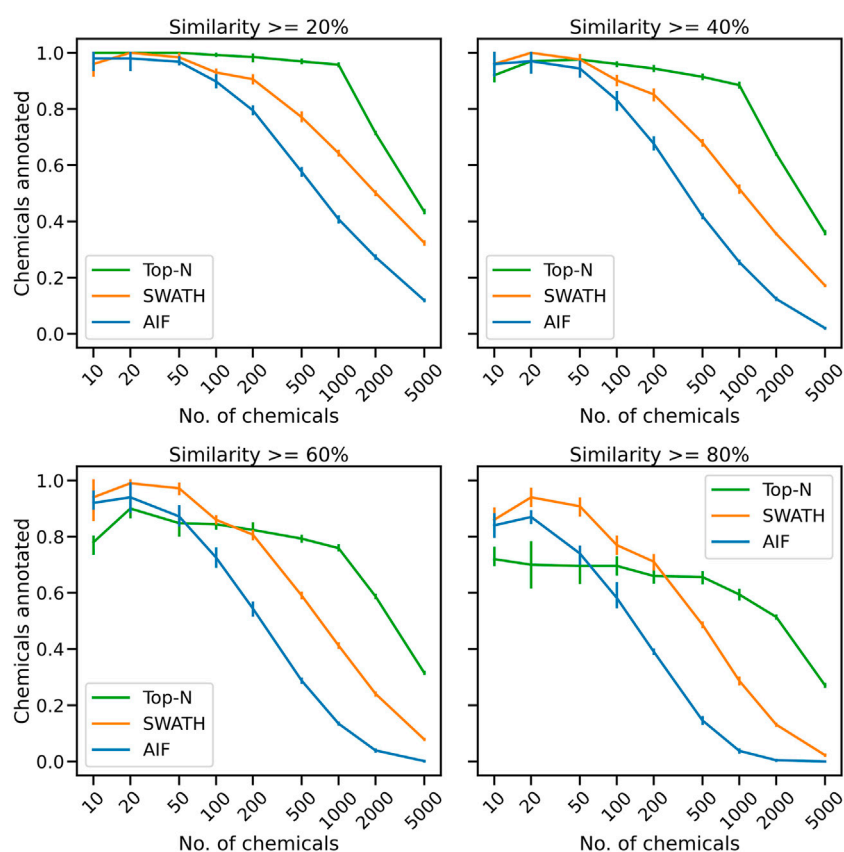 Similarity >= 20%
Chemicals annotated
1.0
0.8
0.6
0.4
0.2
0.0
Top-N
SWATH
AIF
10 20 50 100 200 500 1000 2000 5000
No. of chemicals
Similarity >= 40%
Top-N
SWATH
AIF
10 20 50 100 200 500 1000 2000 5000
No. of chemicals
Similarity >= 60%
Chemicals annotated
1.0
0.8
0.6
0.4
0.2
0.0
Top-N
SWATH
AIF
10 20 50 100 200 500 1000 2000 5000
No. of chemicals
Similarity >= 80%
Top-N
SWATH
AIF
10 20 50 100 200 500 1000 2000 5000
No. of chemicals